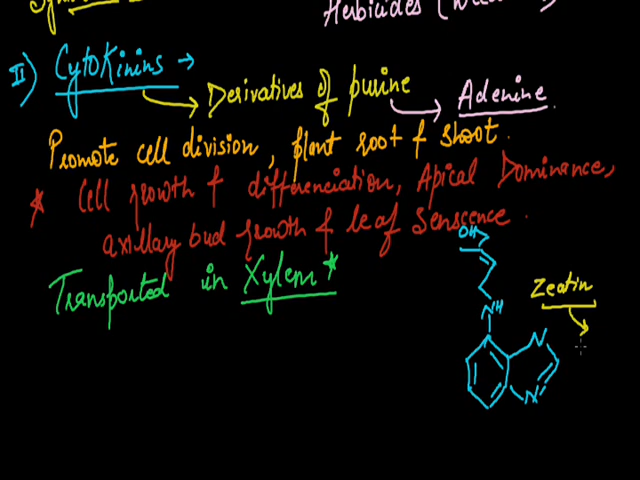 Herbicides
II) Cytokinins →
Derivatives of purine → Adenine
Promote cell division, plant root & shoot.
* Cell growth & differenciation, Apical Dominance,
axillary bud growth & leaf Senscence.
Transported in Xylem *
OH
Zeatin
NH
N
N